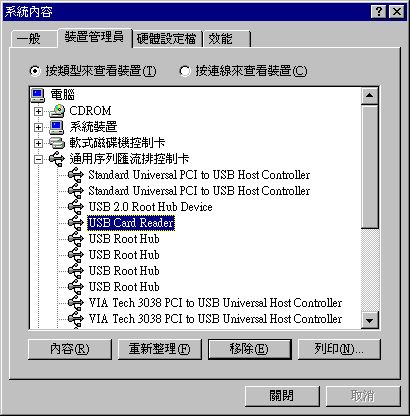 系統內容
一般 裝置管理員 硬體設定檔 效能
按類型來查看裝置(T) 按連線來查看裝置(C)
電腦
CDROM
系統裝置
軟式磁碟機控制卡
通用序列匯流排控制卡
Standard Universal PCI to USB Host Controller
Standard Universal PCI to USB Host Controller
USB 2.0 Root Hub Device
USB Card Reader
USB Root Hub
USB Root Hub
USB Root Hub
USB Root Hub
VIA Tech 3038 PCI to USB Universal Host Controller
VIA Tech 3038 PCI to USB Universal Host Controller
內容(R) 重新整理(F) 移除(E) 列印(N)...
關閉 取消